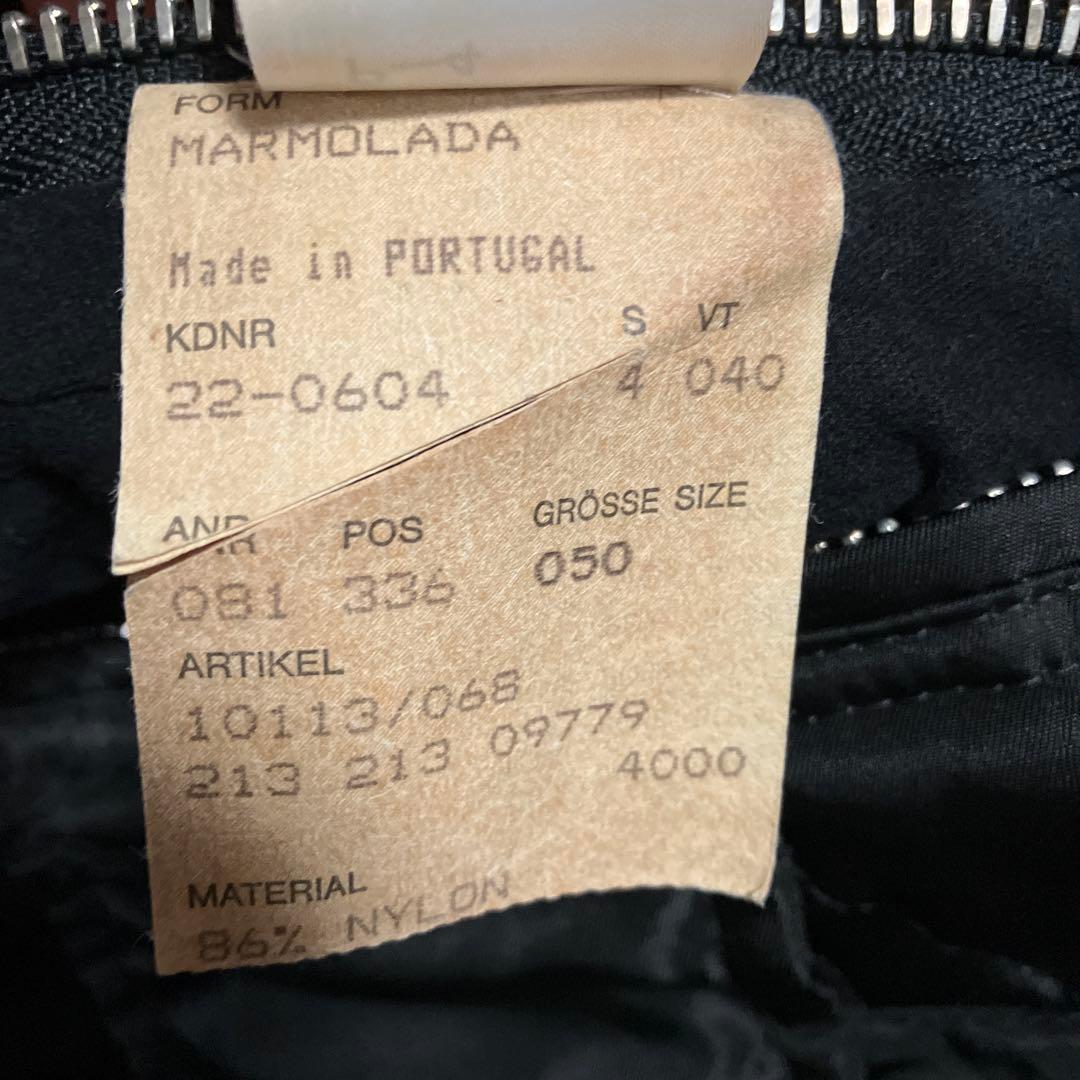 FORM
MARMOLADA
Made in PORTUGAL
KDNR S VT
22-0604 4 040
ANR POS GRÖSSE SIZE
081 336 050
ARTIKEL
10113/068
213 213 09779
4000
MATERIAL
86% NYLON